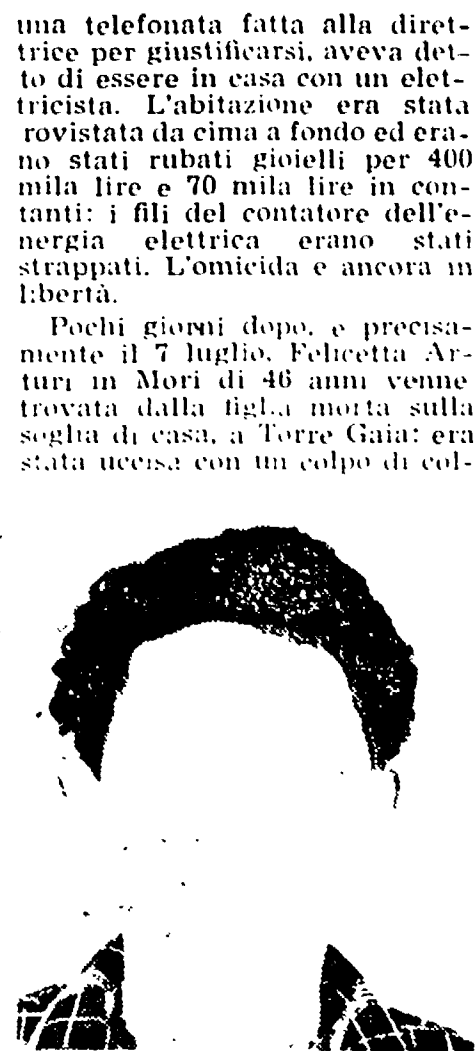 una telefonata fatta alla diret-
trice per giustificarsi, aveva det-
to di essere in casa con un elet-
tricista. L'abitazione era stata
rovistata da cima a fondo ed era-
no stati rubati gioielli per 400
mila lire e 70 mila lire in con-
tanti: i fili del contatore dell'e-
nergia elettrica erano stati
strappati. L'omicida e ancora in
libertà.
Pochi giorni dopo, e precisa-
mente il 7 luglio, Felicetta Ar-
turi in Mori di 46 anni venne
trovata dalla figlia morta sulla
soglia di casa, a Torre Gaia: era
stata uccisa con un colpo di col-